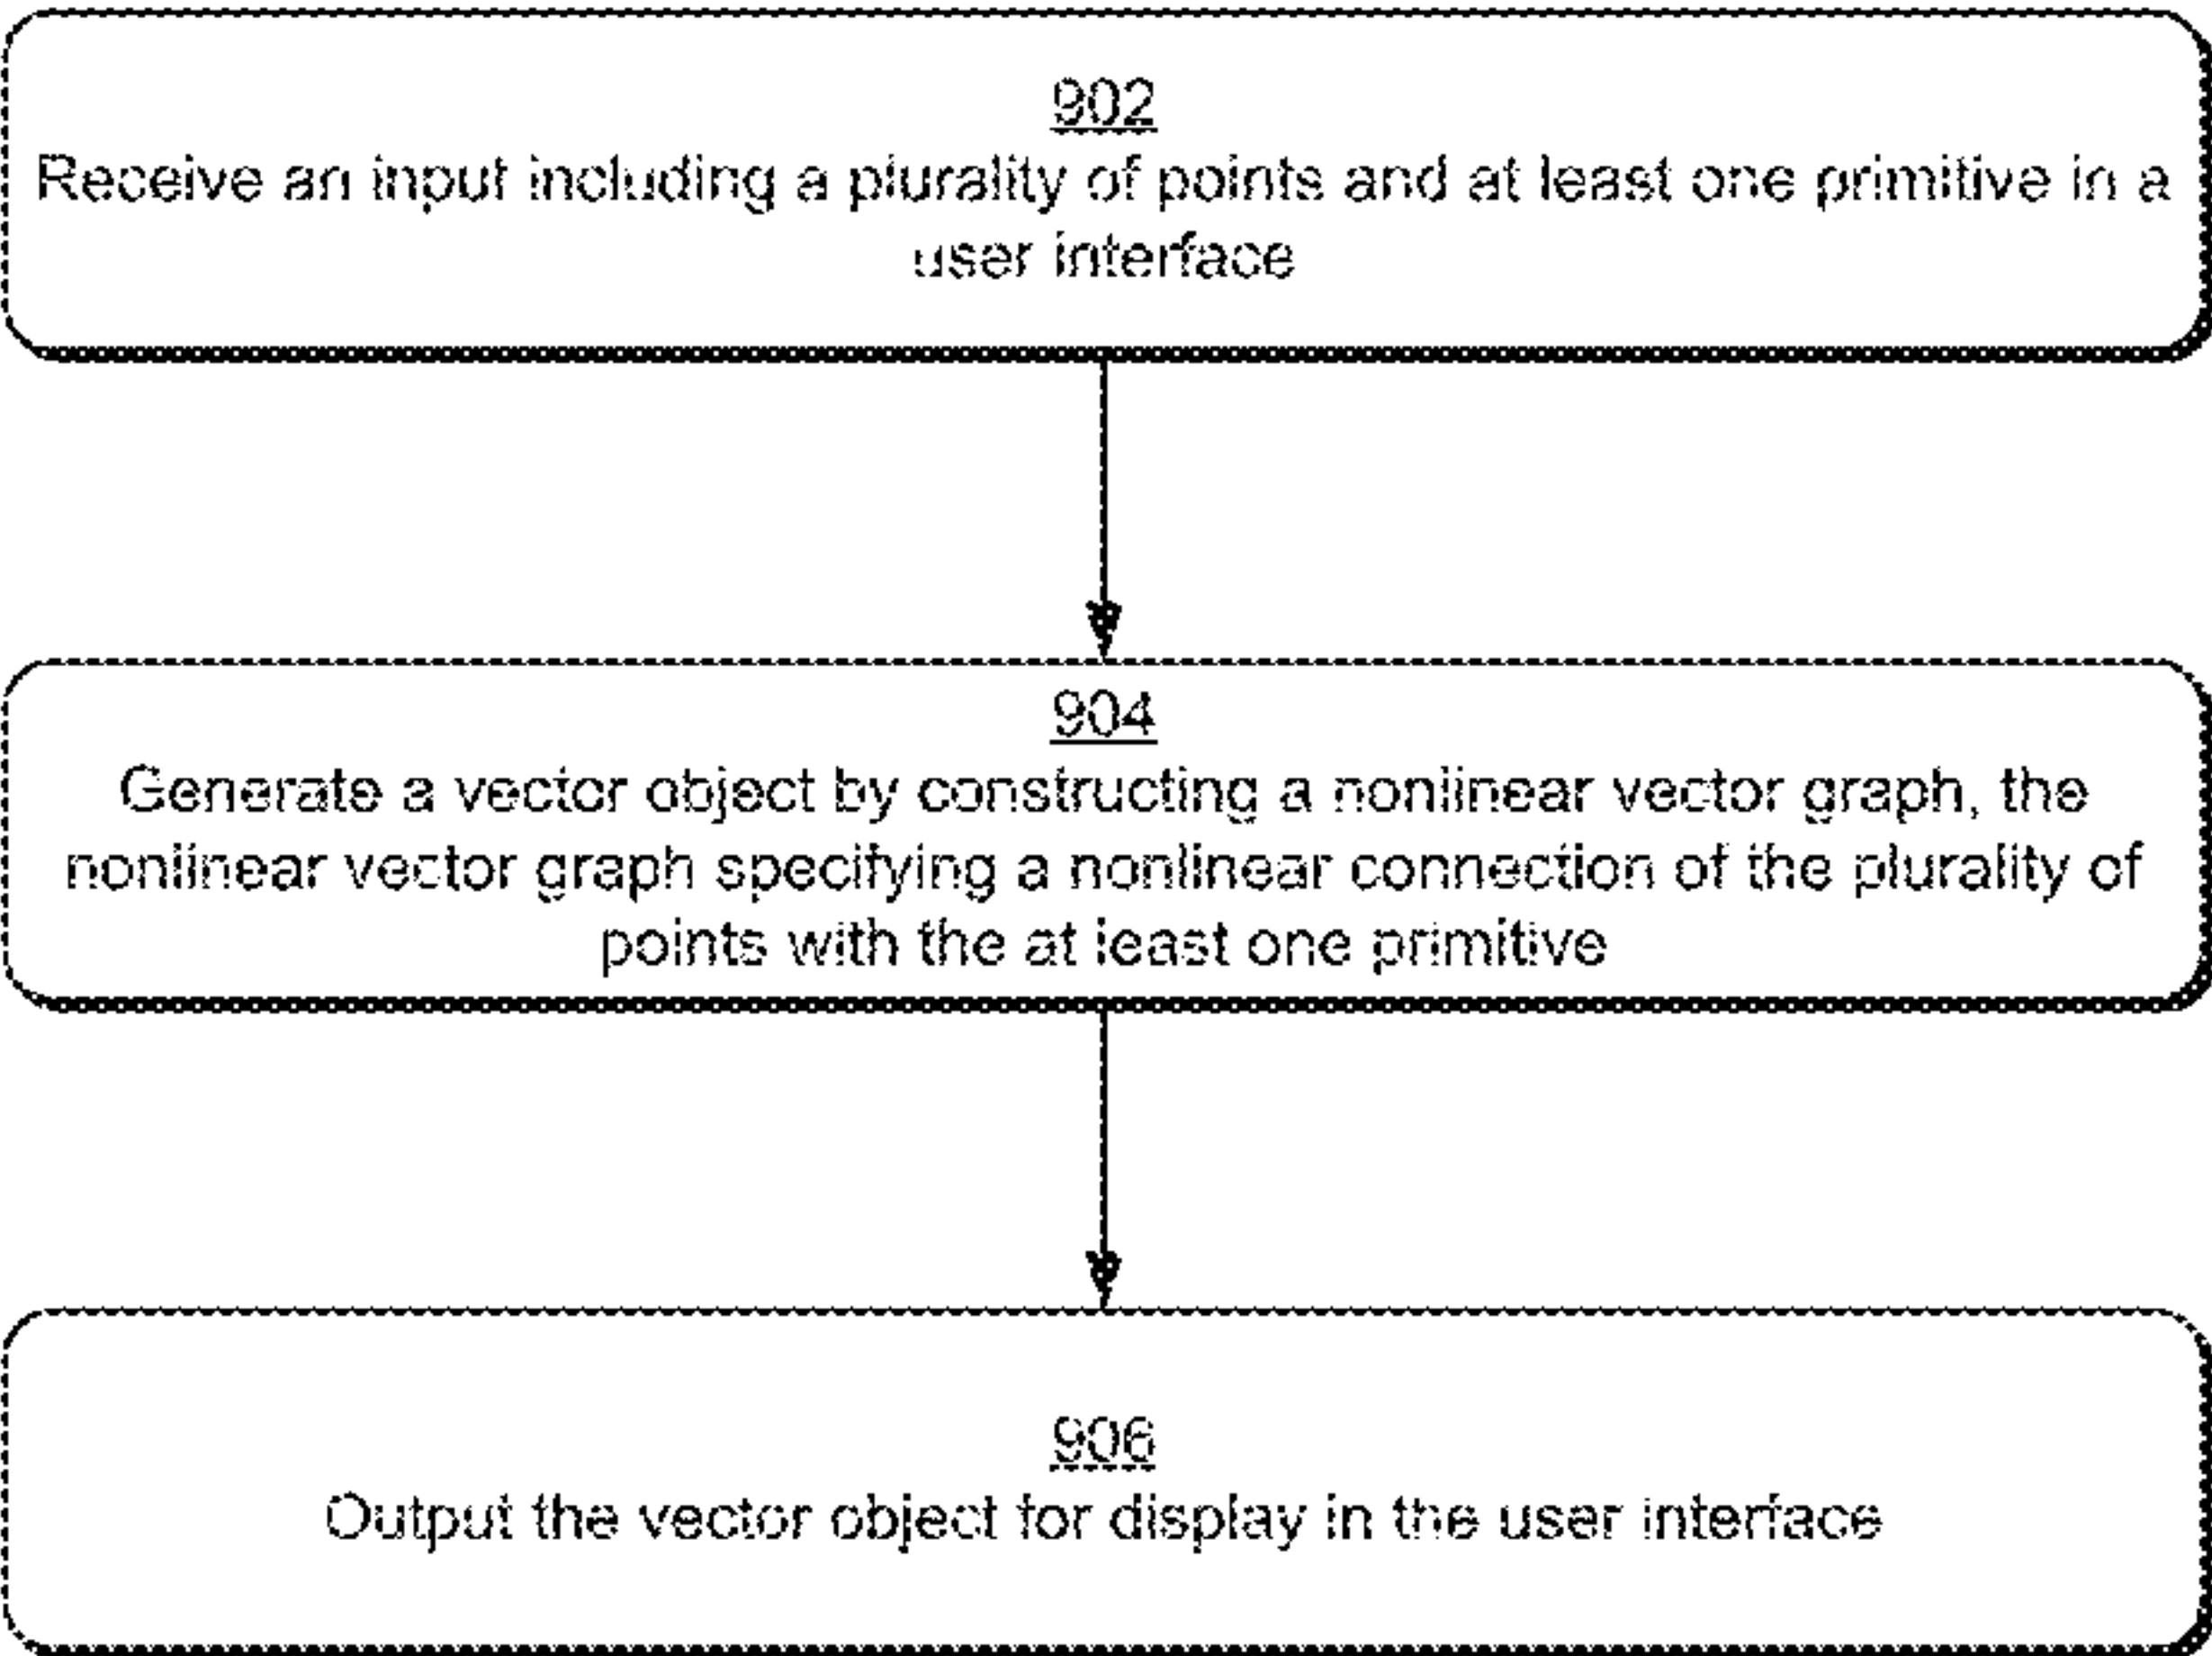 902
Receive an input including a plurality of points and at least one primitive in a
user interface
904
Generate a vector object by constructing a nonlinear vector graph, the
nonlinear vector graph specifying a nonlinear connection of the plurality of
points with the at least one primitive
906
Output the vector object for display in the user interface